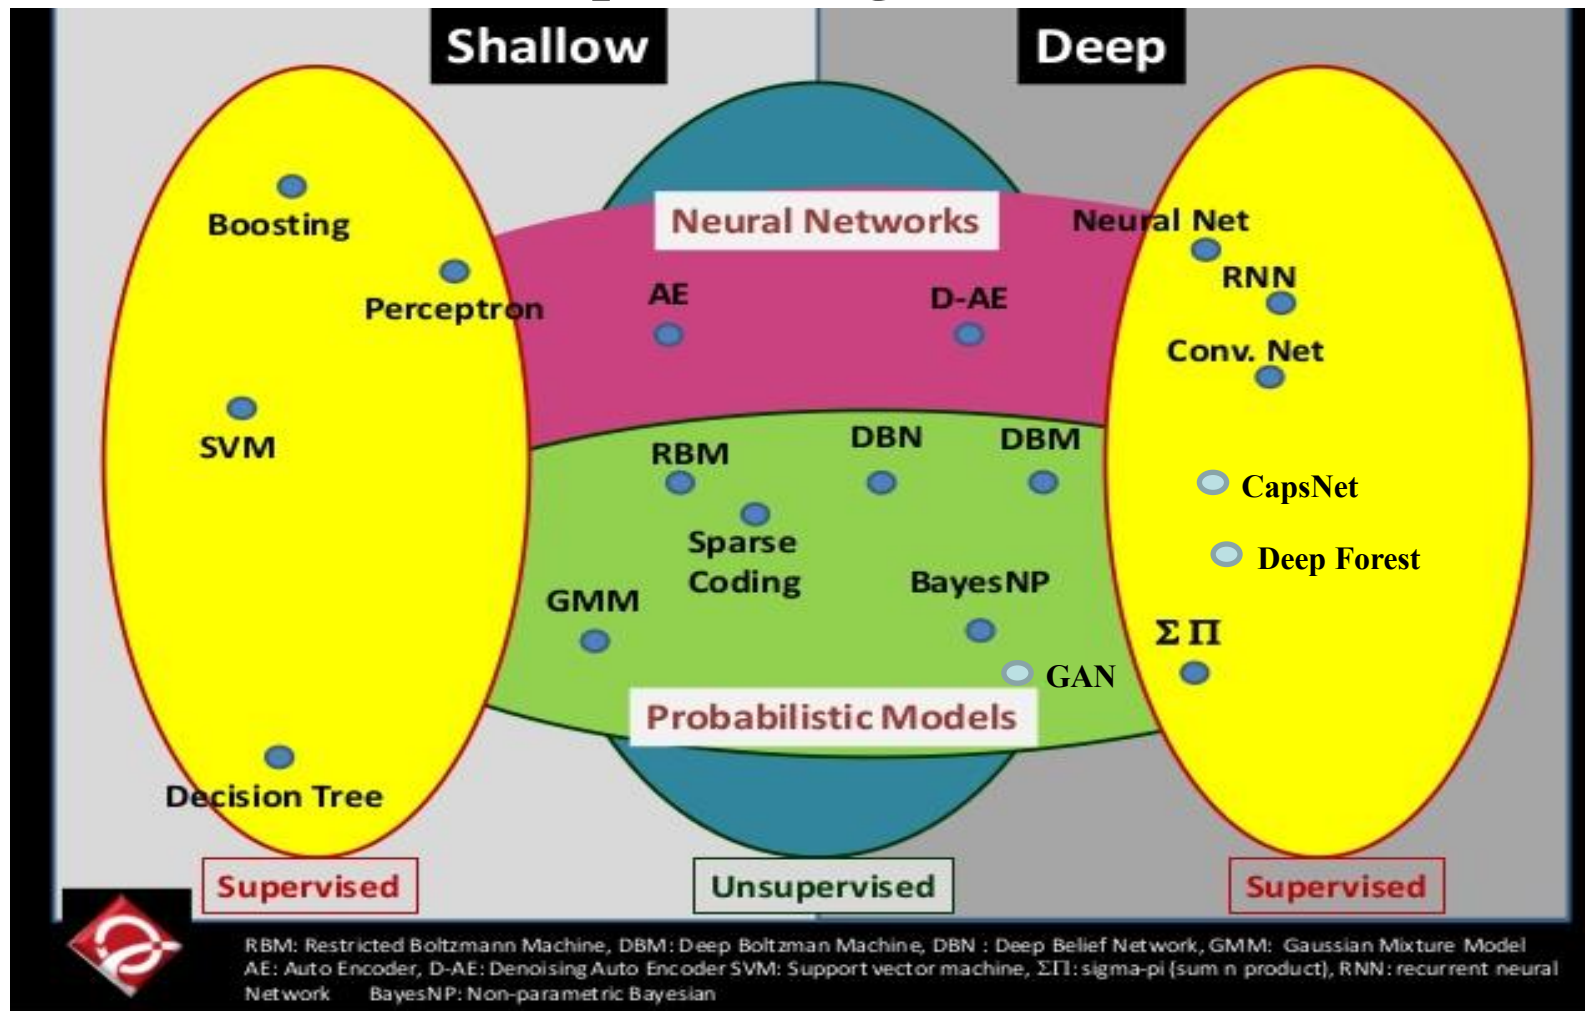 Shallow
Deep
Boosting
Perceptron
SVM
Decision Tree
Neural Networks
AE
D-AE
RBM
DBN
DBM
Sparse
Coding
GMM
BayesNP
GAN
Probabilistic Models
Neural Net
RNN
Conv. Net
CapsNet
Deep Forest
Σ Π
Supervised
Unsupervised
Supervised
RBM: Restricted Boltzmann Machine, DBM: Deep Boltzman Machine, DBN : Deep Belief Network, GMM: Gaussian Mixture Model
AE: Auto Encoder, D-AE: Denoising Auto Encoder SVM: Support vector machine, ΣΠ: sigma-pi (sum n product), RNN: recurrent neural
Network BayesNP: Non-parametric Bayesian